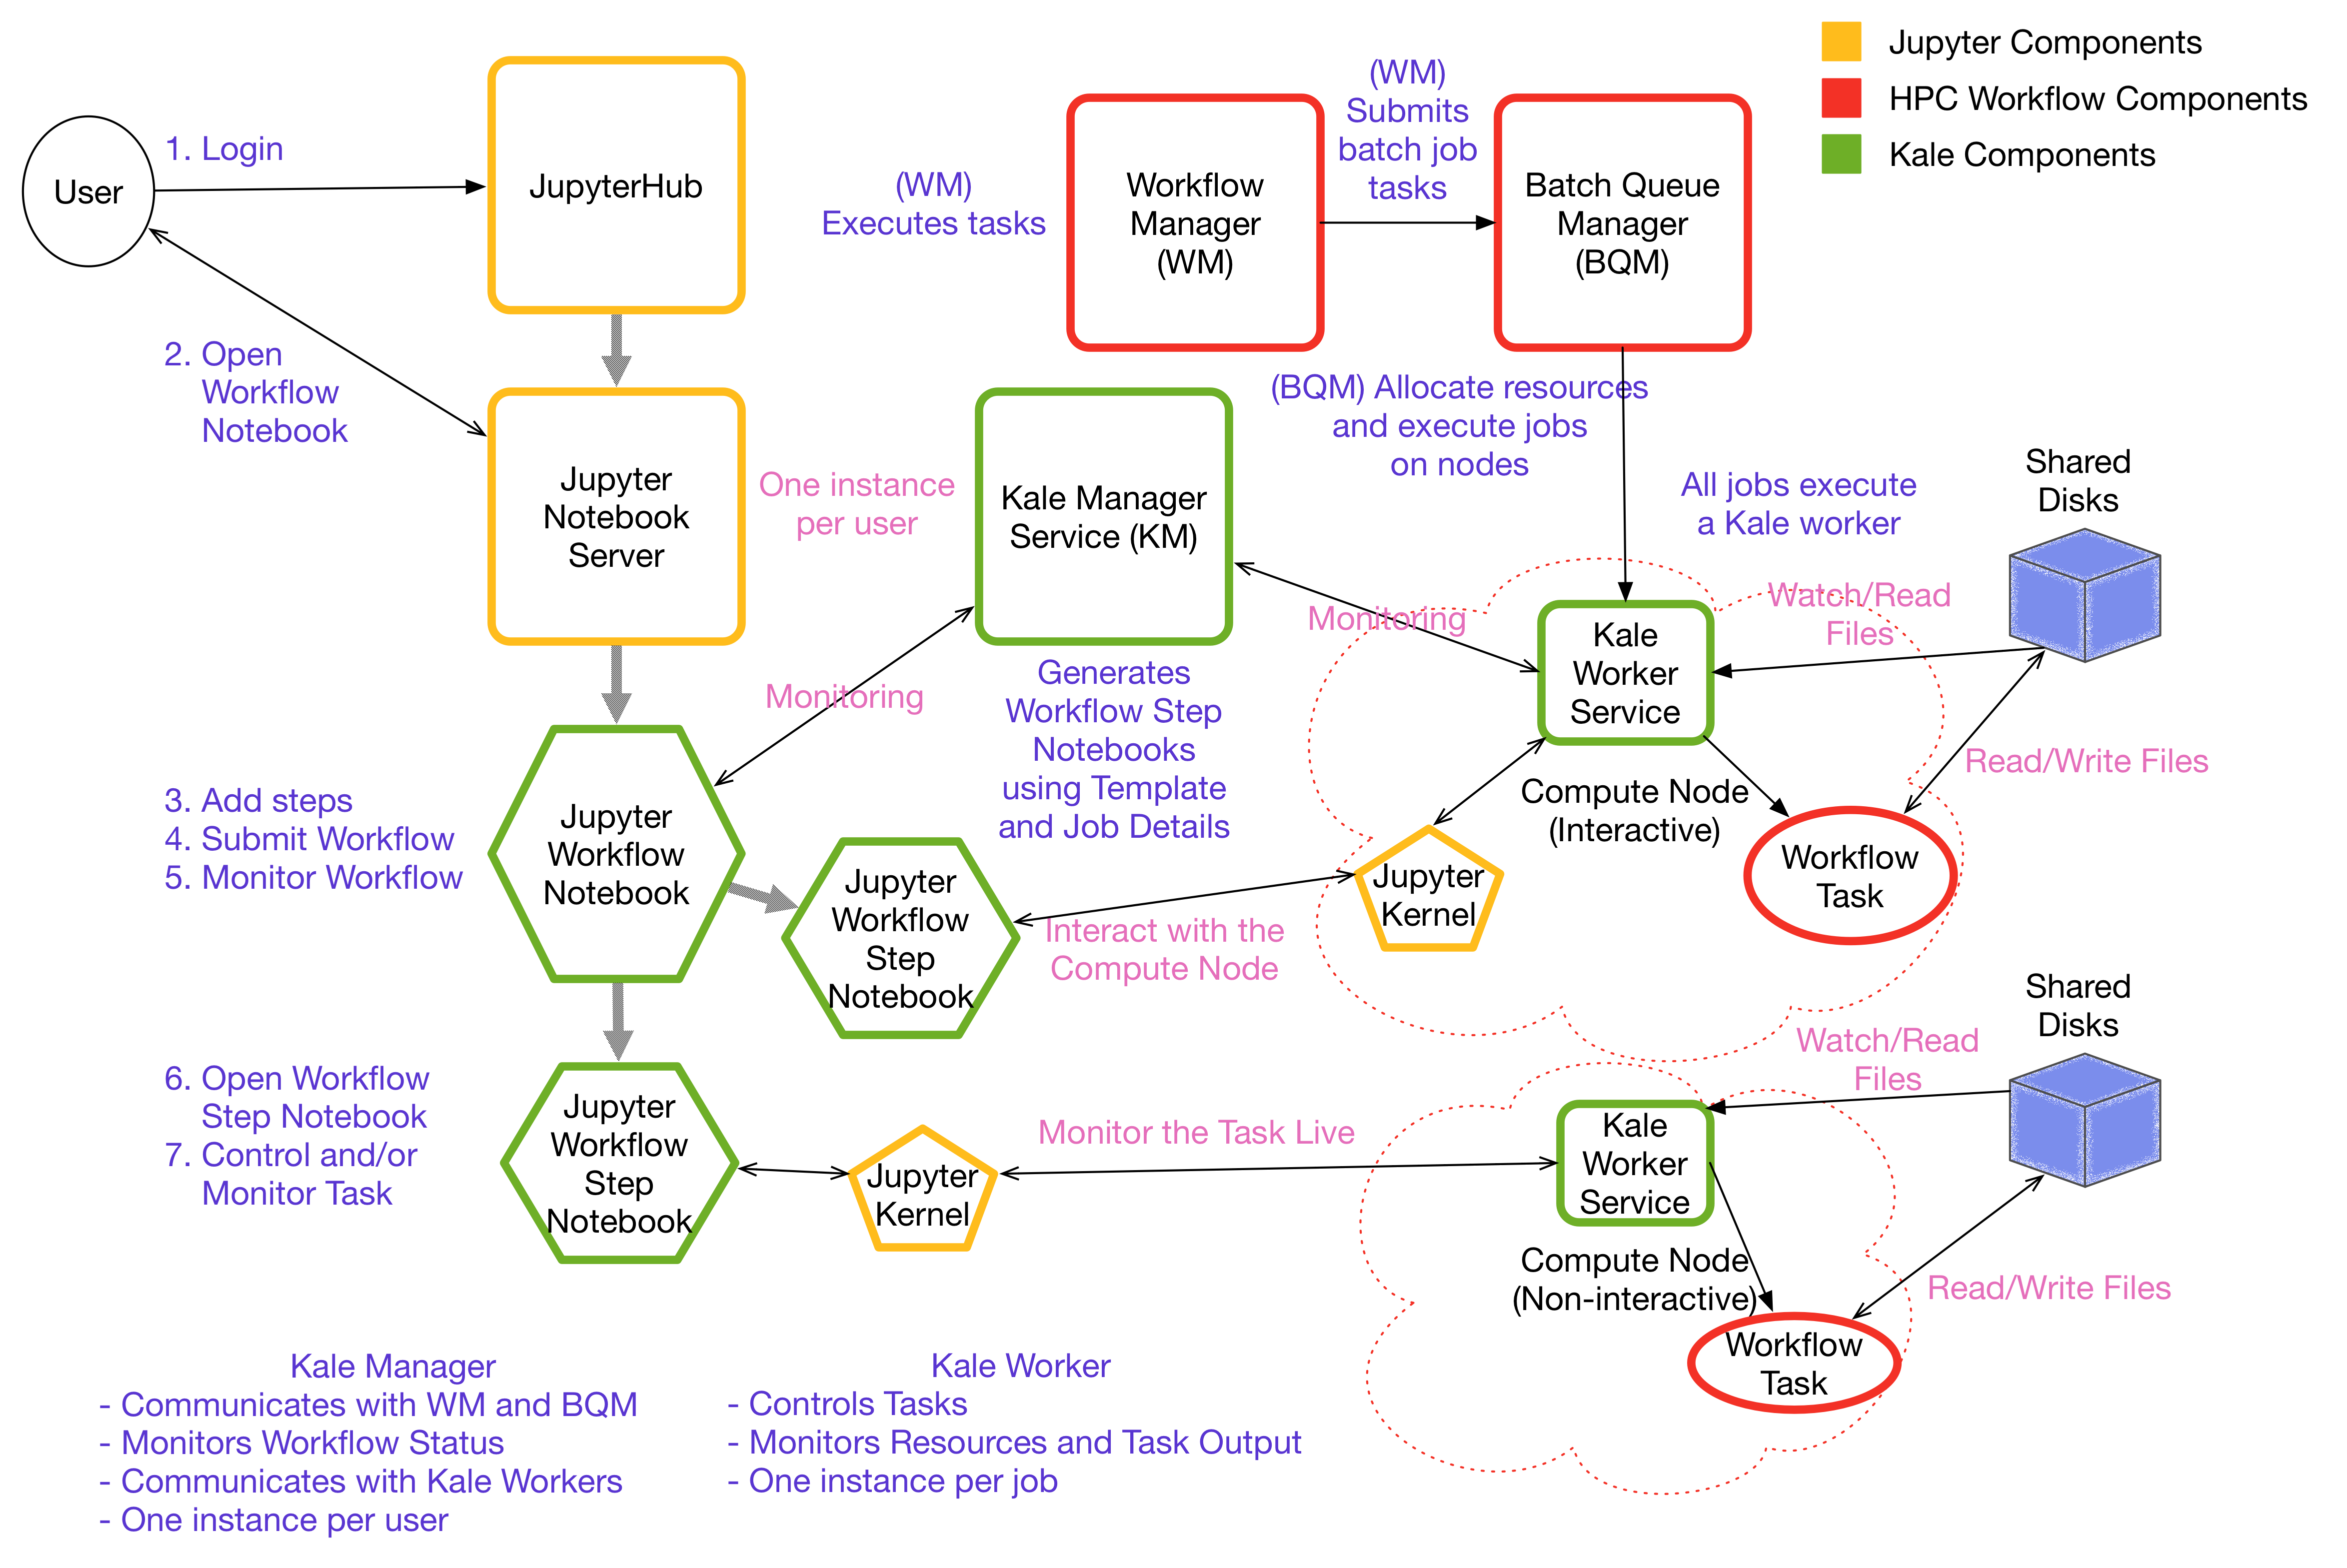 Jupyter Components
HPC Workflow Components
Kale Components
User
1. Login
JupyterHub
(WM)
Executes tasks
Workflow
Manager
(WM)
(WM)
Submits
batch job
tasks
Batch Queue
Manager
(BQM)
2. Open
Workflow
Notebook
Jupyter
Notebook
Server
One instance
per user
Kale Manager
Service (KM)
(BQM) Allocate resources
and execute jobs
on nodes
All jobs execute
a Kale worker
Shared
Disks
Monitoring
Monitoring
Kale
Worker
Service
Watch/Read
Files
Read/Write Files
Generates
Workflow Step
Notebooks
using Template
and Job Details
3. Add steps
4. Submit Workflow
5. Monitor Workflow
Jupyter
Workflow
Notebook
Jupyter
Workflow
Step
Notebook
Interact with the
Compute Node
Jupyter
Kernel
Compute Node
(Interactive)
Workflow
Task
Shared
Disks
Watch/Read
Files
6. Open Workflow
Step Notebook
7. Control and/or
Monitor Task
Jupyter
Workflow
Step
Notebook
Jupyter
Kernel
Monitor the Task Live
Kale
Worker
Service
Compute Node
(Non-interactive)
Read/Write Files
Workflow
Task
Kale Manager
- Communicates with WM and BQM
- Monitors Workflow Status
- Communicates with Kale Workers
- One instance per user
Kale Worker
- Controls Tasks
- Monitors Resources and Task Output
- One instance per job